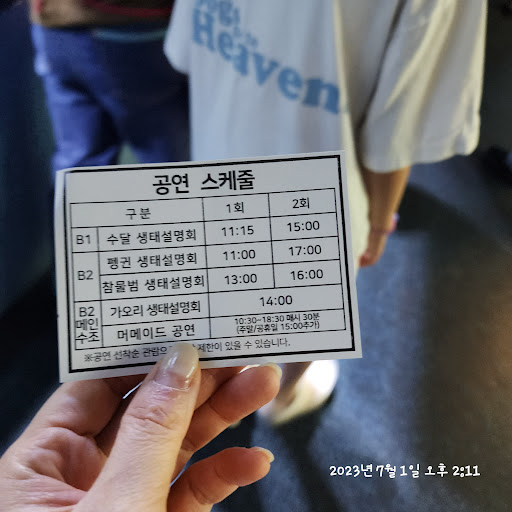 Heaven
공연 스케줄
구분 1회 2회
B1 수달 생태설명회 11:15 15:00
B2 펭귄 생태설명회 11:00 17:00
참물범 생태설명회 13:00 16:00
B2 메인 수조 가오리 생태설명회 14:00
머메이드 공연 10:30~18:30 매시 30분
(주말/공휴일 15:00추가)
※공연 선착순 관람으 제한이 있을 수 있습니다.
2023년 7월 1일 오후 2:11